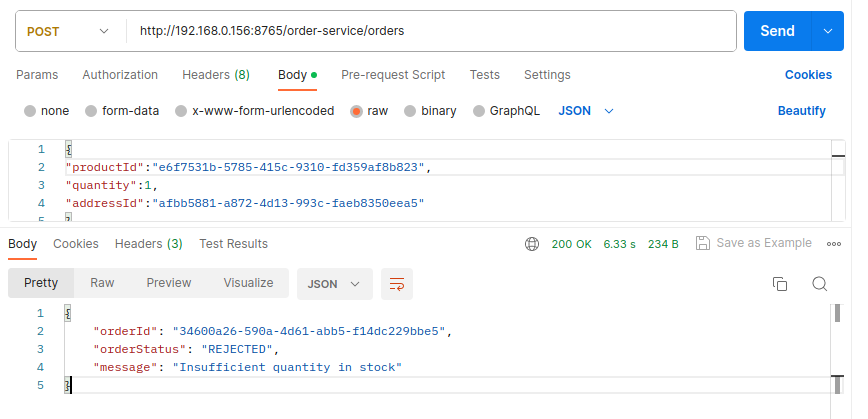 POST http://192.168.0.156:8765/order-service/orders Send
Params Authorization Headers (8) Body Pre-request Script Tests Settings Cookies
none form-data x-www-form-urlencoded raw binary GraphQL JSON Beautify
1 {
2 "productId":"e6f7531b-5785-415c-9310-fd359af8b823",
3 "quantity":1,
4 "addressId":"afbb5881-a872-4d13-993c-faeb8350eea5"
5 }
Body Cookies Headers (3) Test Results 200 OK 6.33 s 234 B Save as Example
Pretty Raw Preview Visualize JSON
1 {
2 "orderId": "34600a26-590a-4d61-abb5-f14dc229bbe5",
3 "orderStatus": "REJECTED",
4 "message": "Insufficient quantity in stock"
5 }